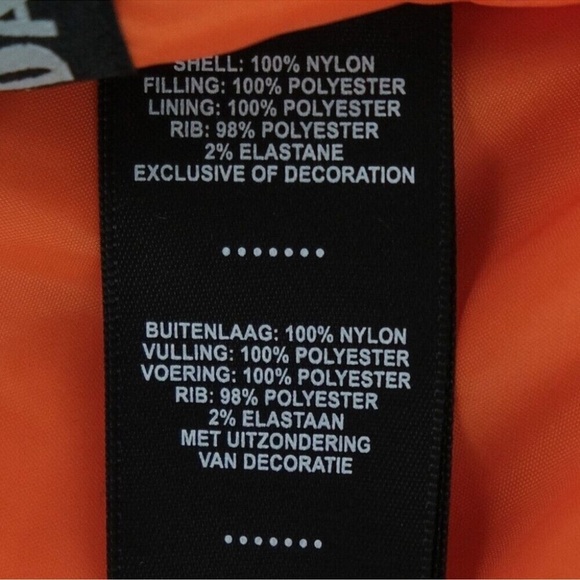 SHELL: 100% NYLON
FILLING: 100% POLYESTER
LINING: 100% POLYESTER
RIB: 98% POLYESTER
2% ELASTANE
EXCLUSIVE OF DECORATION
.......
BUITENLAAG: 100% NYLON
VULLING: 100% POLYESTER
VOERING: 100% POLYESTER
RIB: 98% POLYESTER
2% ELASTAAN
MET UITZONDERING
VAN DECORATIE
.......